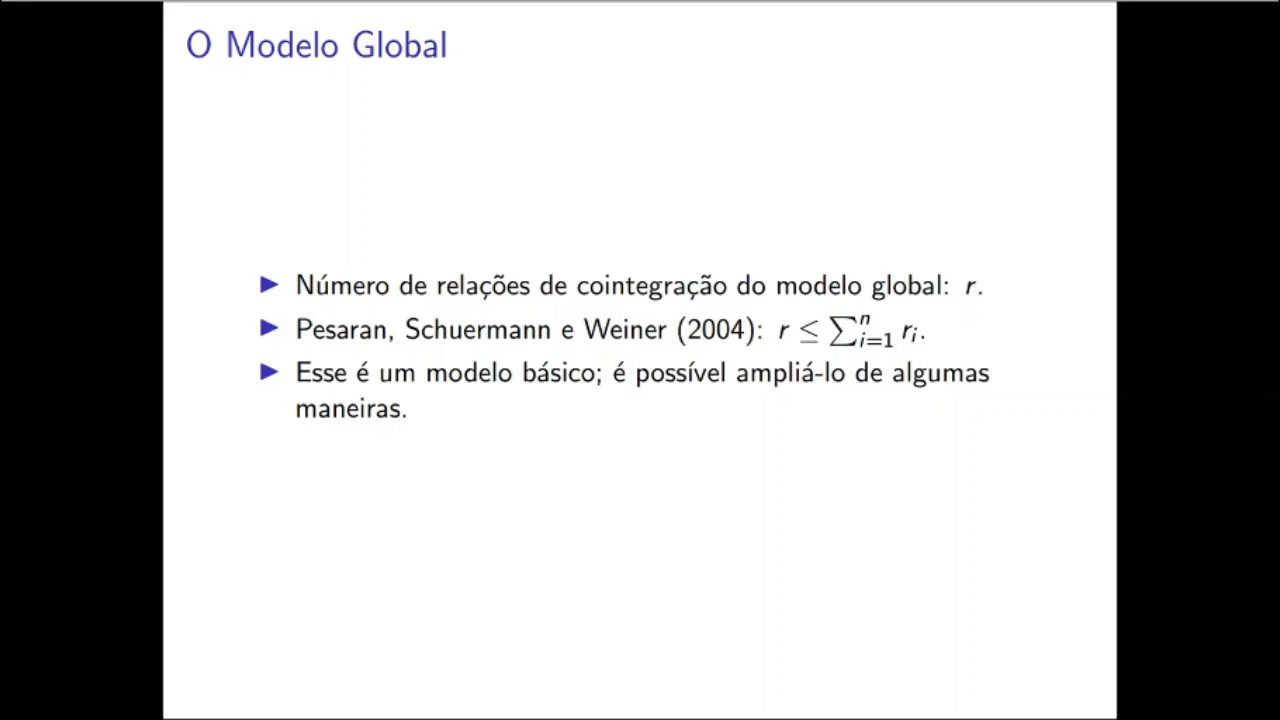 O Modelo Global
▶ Número de relações de cointegração do modelo global: r.
▶ Pesaran, Schuermann e Weiner (2004): r ≤ ∑ⁿᵢ₌₁ rᵢ.
▶ Esse é um modelo básico; é possível ampliá-lo de algumas
maneiras.